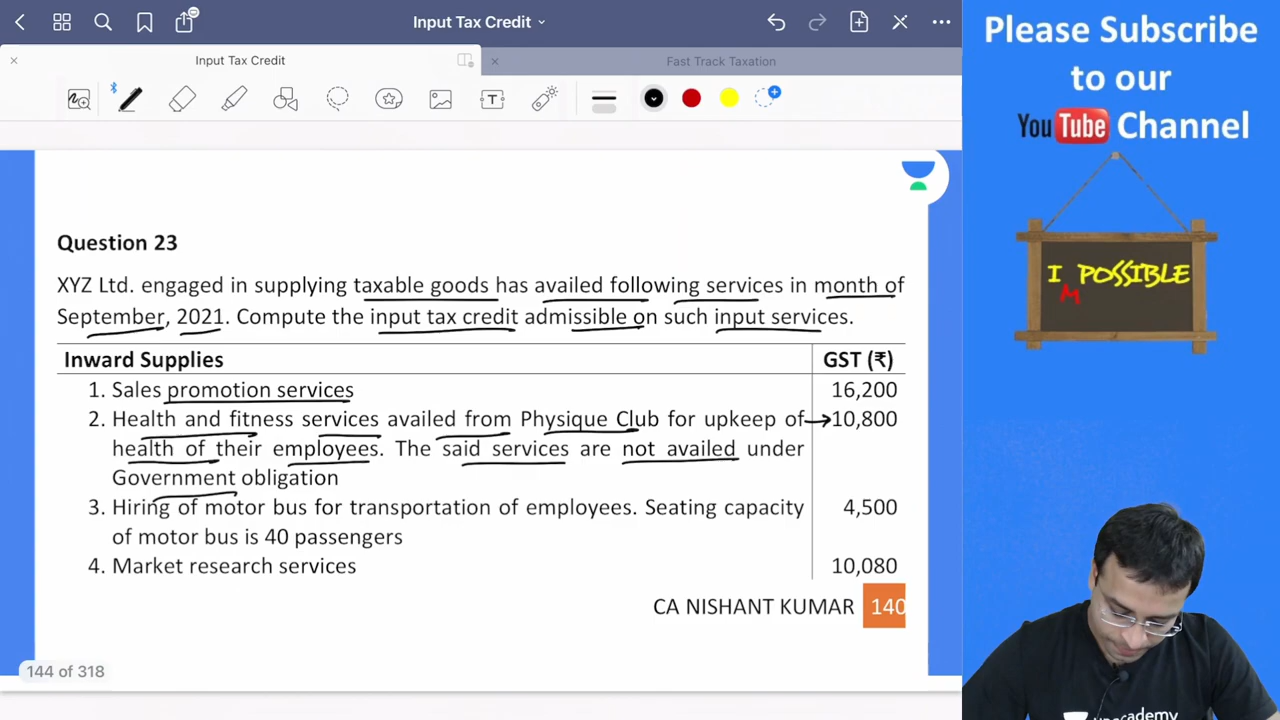 Input Tax Credit
Input Tax Credit
Fast Track Taxation
Please Subscribe
to our
YouTube Channel
I POSSIBLE
M
Question 23
XYZ Ltd. engaged in supplying taxable goods has availed following services in month of
September, 2021. Compute the input tax credit admissible on such input services.
Inward Supplies GST (₹)
1. Sales promotion services 16,200
2. Health and fitness services availed from Physique Club for upkeep of 10,800
health of their employees. The said services are not availed under
Government obligation
3. Hiring of motor bus for transportation of employees. Seating capacity 4,500
of motor bus is 40 passengers
4. Market research services 10,080
CA NISHANT KUMAR 140
144 of 318